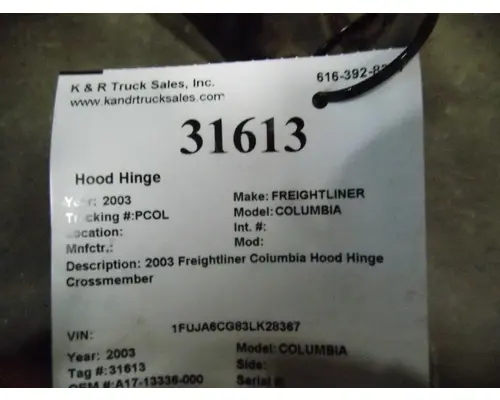 K & R Truck Sales, Inc. 616-392-
www.kandrtrucksales.com
31613
Hood Hinge
Year: 2003 Make: FREIGHTLINER
Tracking #:PCOL Model: COLUMBIA
Location: Int. #:
Mnfctr.: Mod:
Description: 2003 Freightliner Columbia Hood Hinge
Crossmember
VIN: 1FUJA6CG83LK28367
Year: 2003 Model: COLUMBIA
Tag #:31613 Side:
OEM #:A17-13336-000 Serial #: